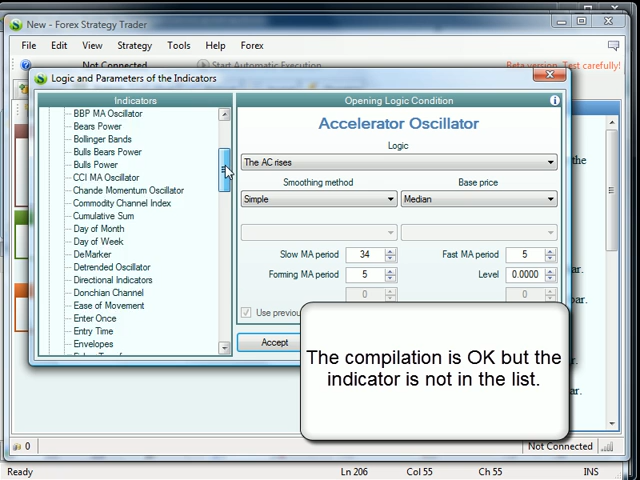 New - Forex Strategy Trader
File Edit View Strategy Tools Help Forex
Not Connected Start Automatic Execution Beta version. Test carefully!
Logic and Parameters of the Indicators
Indicators
BBP MA Oscillator
Bears Power
Bollinger Bands
Bulls Bears Power
Bulls Power
CCI MA Oscillator
Chande Momentum Oscillator
Commodity Channel Index
Cumulative Sum
Day of Month
Day of Week
DeMarker
Detrended Oscillator
Directional Indicators
Donchian Channel
Ease of Movement
Enter Once
Entry Time
Envelopes
Opening Logic Condition
Accelerator Oscillator
Logic
The AC rises
Smoothing method Base price
Simple Median
Slow MA period 34 Fast MA period 5
Forming MA period 5 Level 0.0000
0 0
Use previou
Accept
the
bar.
bar.
The compilation is OK but the
indicator is not in the list.
0 Not Connected
Ready Ln 206 Col 55 Ch 55 INS